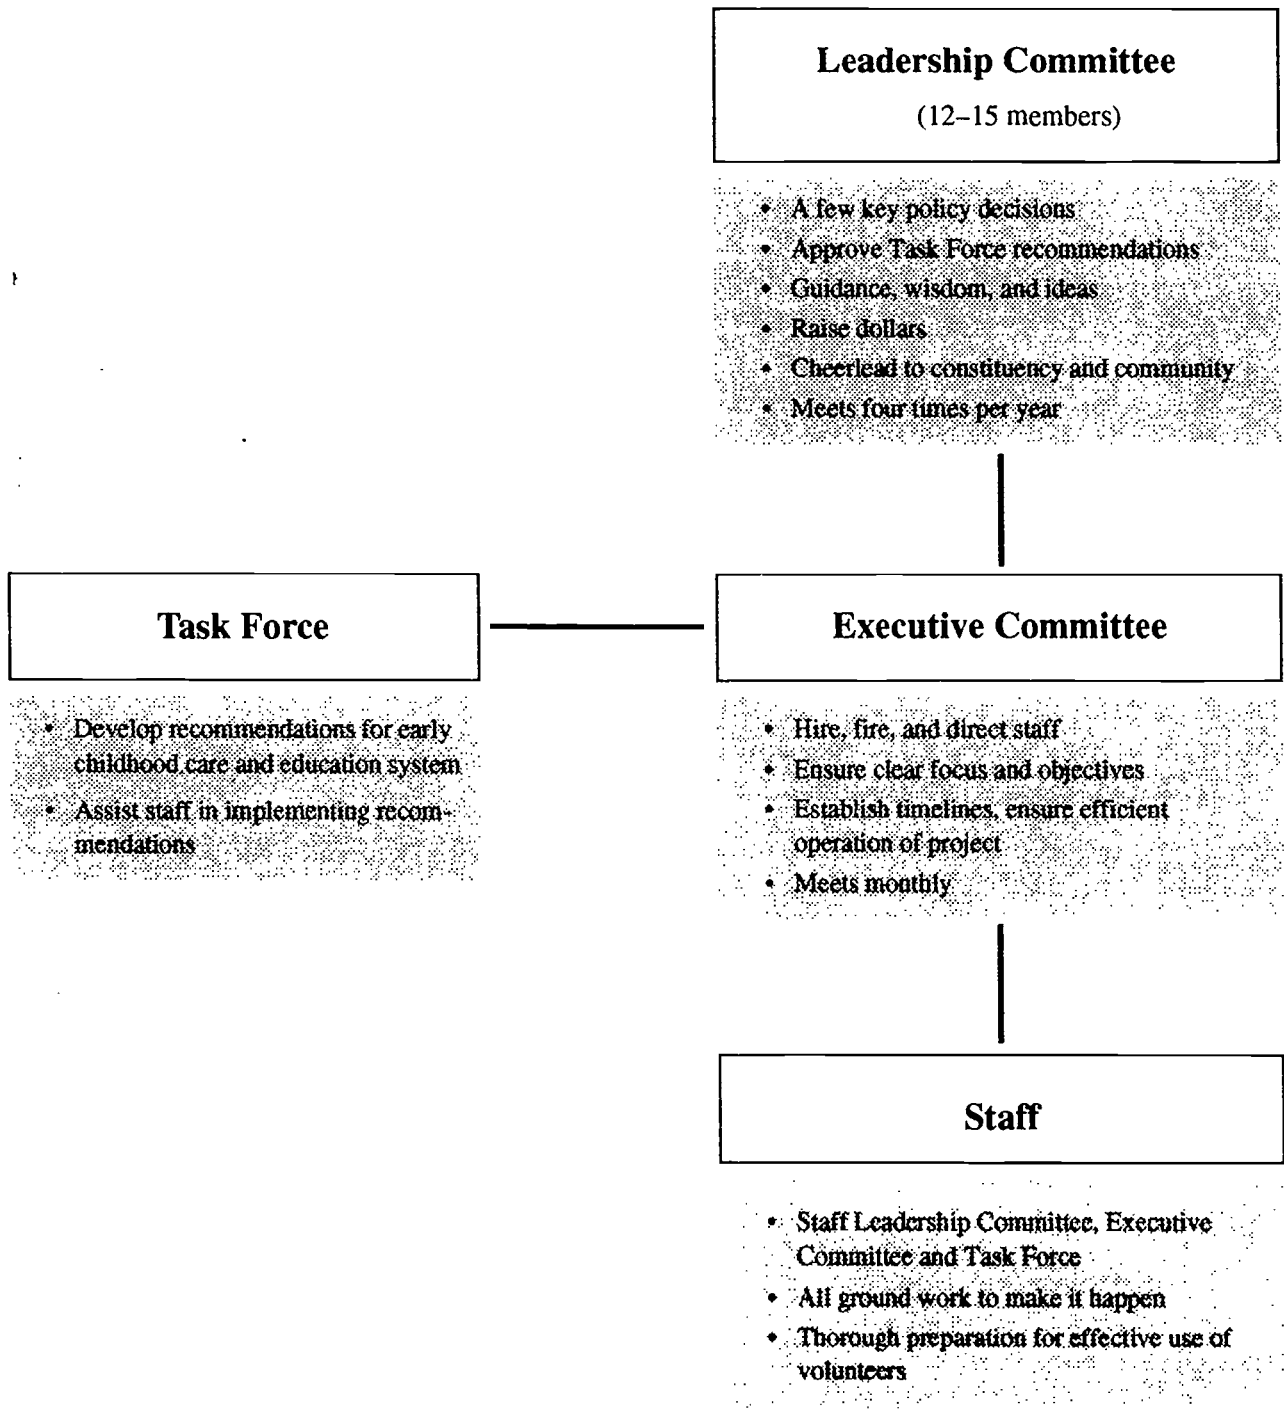 Leadership Committee
(12–15 members)
• A few key policy decisions
• Approve Task Force recommendations
• Guidance, wisdom, and ideas
• Raise dollars
• Cheerlead to constituency and community
• Meets four times per year
Task Force
• Develop recommendations for early
childhood care and education system
• Assist staff in implementing recom-
mendations
Executive Committee
• Hire, fire, and direct staff
• Ensure clear focus and objectives
• Establish timelines, ensure efficient
operation of project
• Meets monthly
Staff
• Staff Leadership Committee, Executive
Committee and Task Force
• All ground work to make it happen
• Thorough preparation for effective use of
volunteers